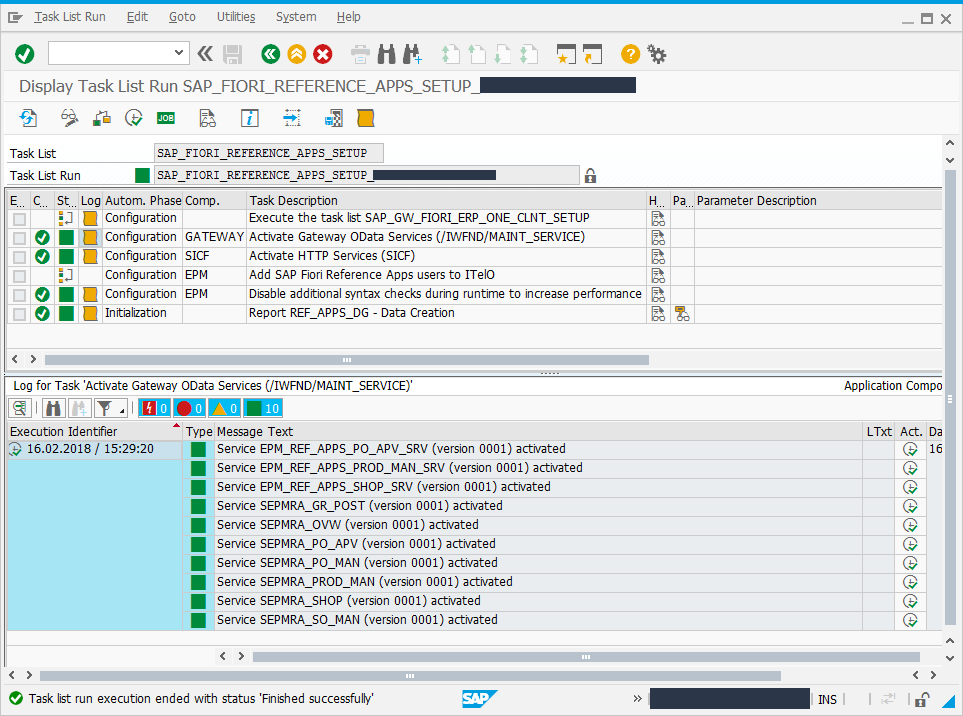 Task List Run Edit Goto Utilities System Help
Display Task List Run SAP_FIORI_REFERENCE_APPS_SETUP_
JOB
Task List SAP_FIORI_REFERENCE_APPS_SETUP
Task List Run SAP_FIORI_REFERENCE_APPS_SETUP_
E... C... St... Log Autom. Phase Comp. Task Description H... Pa... Parameter Description
Configuration Execute the task list SAP_GW_FIORI_ERP_ONE_CLNT_SETUP
Configuration GATEWAY Activate Gateway OData Services (/IWFND/MAINT_SERVICE)
Configuration SICF Activate HTTP Services (SICF)
Configuration EPM Add SAP Fiori Reference Apps users to ITelO
Configuration EPM Disable additional syntax checks during runtime to increase performance
Initialization Report REF_APPS_DG - Data Creation
Log for Task 'Activate Gateway OData Services (/IWFND/MAINT_SERVICE)' Application Compo
0 0 0 10
Execution Identifier Type Message Text LTxt Act. Da
16.02.2018 / 15:29:20 Service EPM_REF_APPS_PO_APV_SRV (version 0001) activated 16
Service EPM_REF_APPS_PROD_MAN_SRV (version 0001) activated
Service EPM_REF_APPS_SHOP_SRV (version 0001) activated
Service SEPMRA_GR_POST (version 0001) activated
Service SEPMRA_OVW (version 0001) activated
Service SEPMRA_PO_APV (version 0001) activated
Service SEPMRA_PO_MAN (version 0001) activated
Service SEPMRA_PROD_MAN (version 0001) activated
Service SEPMRA_SHOP (version 0001) activated
Service SEPMRA_SO_MAN (version 0001) activated
Task list run execution ended with status 'Finished successfully' SAP INS